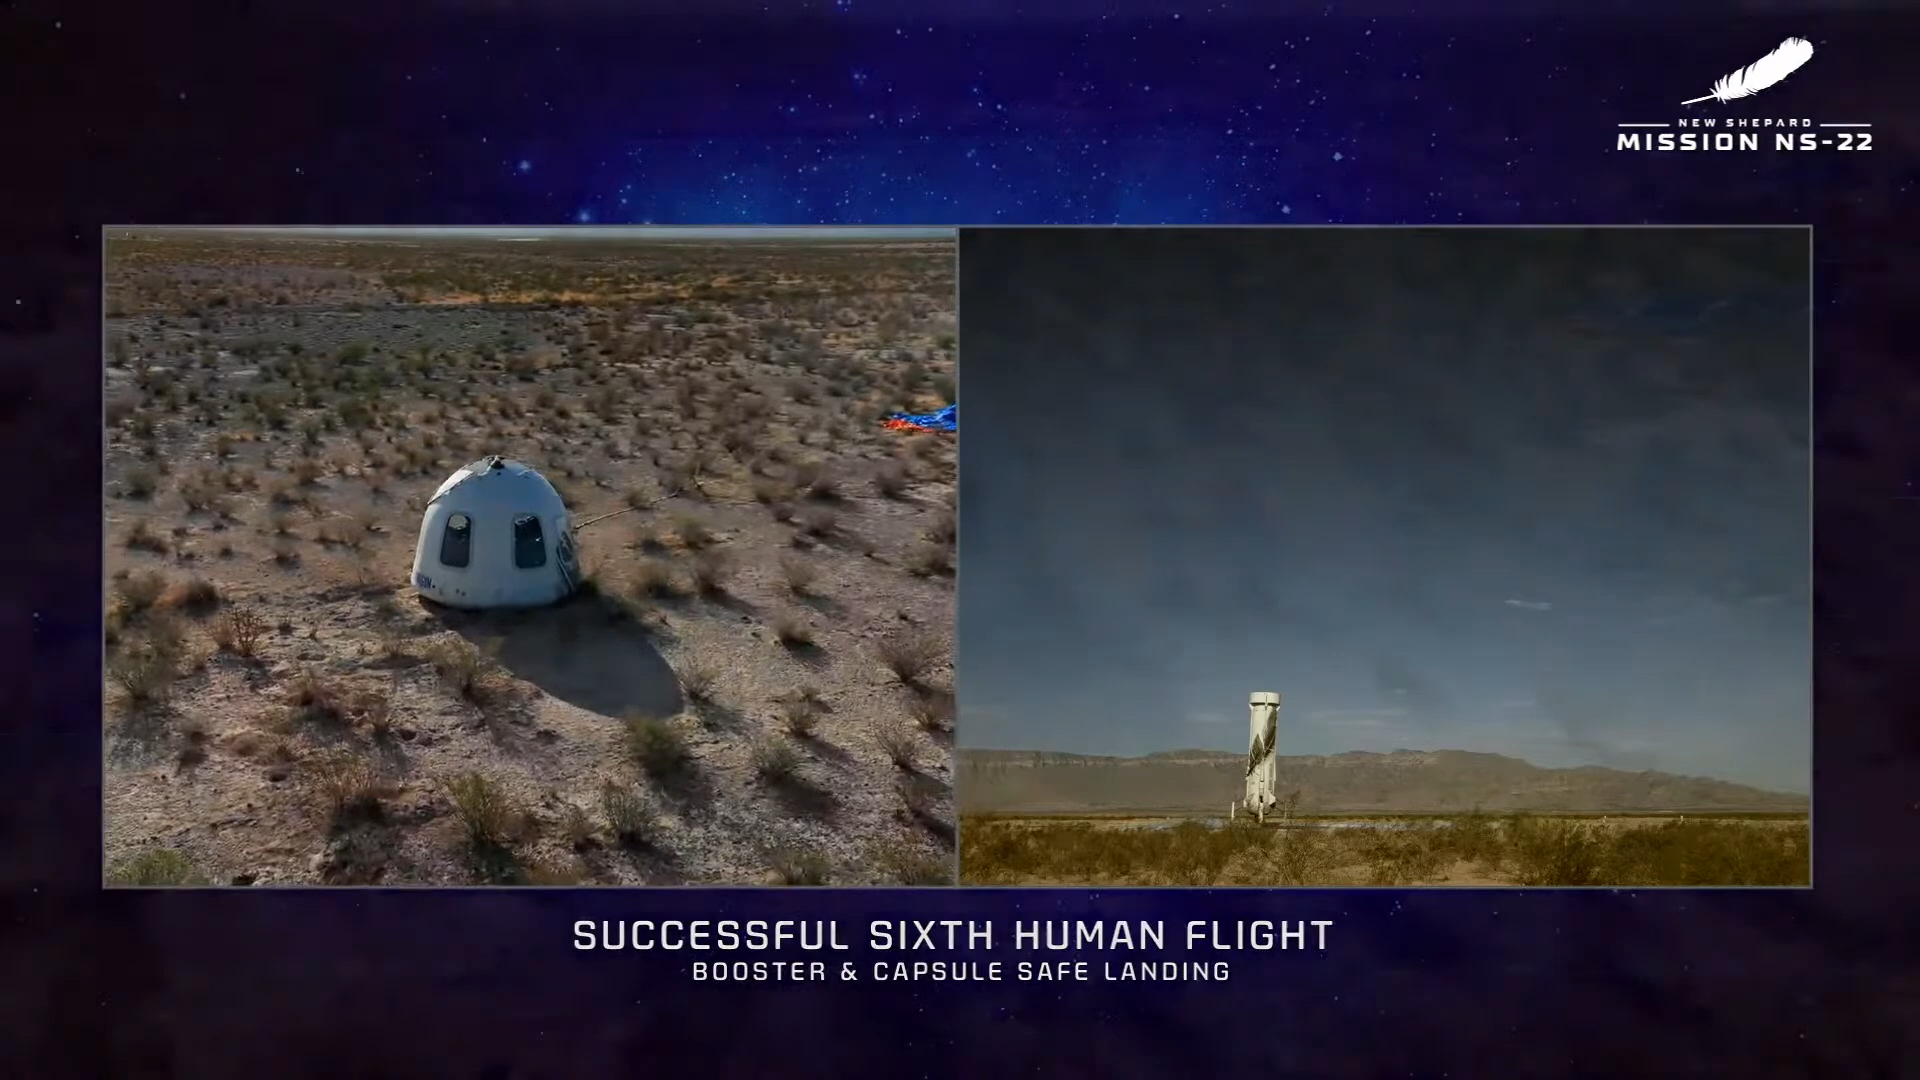 NEW SHEPARD
MISSION NS-22
SUCCESSFUL SIXTH HUMAN FLIGHT
BOOSTER & CAPSULE SAFE LANDING